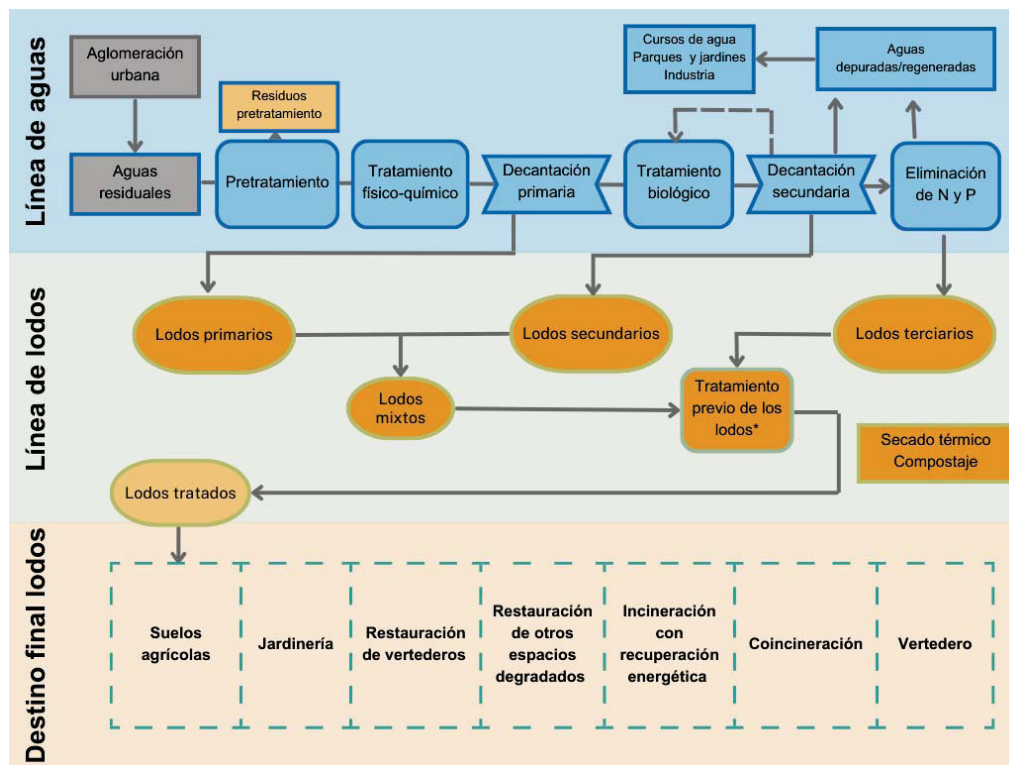 Línea de aguas
Aglomeración
urbana
Cursos de agua
Parques y jardines
Industria
Aguas
depuradas/regeneradas
Residuos
pretratamiento
Aguas
residuales
Pretratamiento
Tratamiento
físico-químico
Decantación
primaria
Tratamiento
biológico
Decantación
secundaria
Eliminación
de N y P
Línea de lodos
Lodos primarios
Lodos secundarios
Lodos terciarios
Lodos
mixtos
Tratamiento
previo de los
lodos*
Secado térmico
Compostaje
Lodos tratados
Destino final lodos
Suelos
agrícolas
Jardinería
Restauración
de vertederos
Restauración
de otros
espacios
degradados
Incineración
con
recuperación
energética
Coincineración
Vertedero